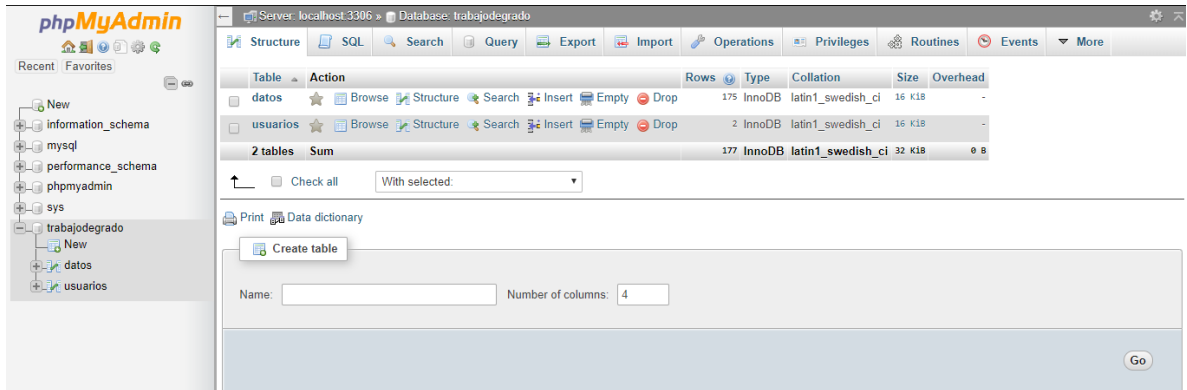 phpMyAdmin
Recent Favorites
New
information_schema
mysql
performance_schema
phpmyadmin
sys
trabajodegrado
New
datos
usuarios
Server: localhost:3306 » Database: trabajodegrado
Structure SQL Search Query Export Import Operations Privileges Routines Events More
Table Action Rows Type Collation Size Overhead
datos Browse Structure Search Insert Empty Drop 175 InnoDB latin1_swedish_ci 16 KiB -
usuarios Browse Structure Search Insert Empty Drop 2 InnoDB latin1_swedish_ci 16 KiB -
2 tables Sum 177 InnoDB latin1_swedish_ci 32 KiB 0 B
Check all With selected:
Print Data dictionary
Create table
Name: Number of columns: 4
Go